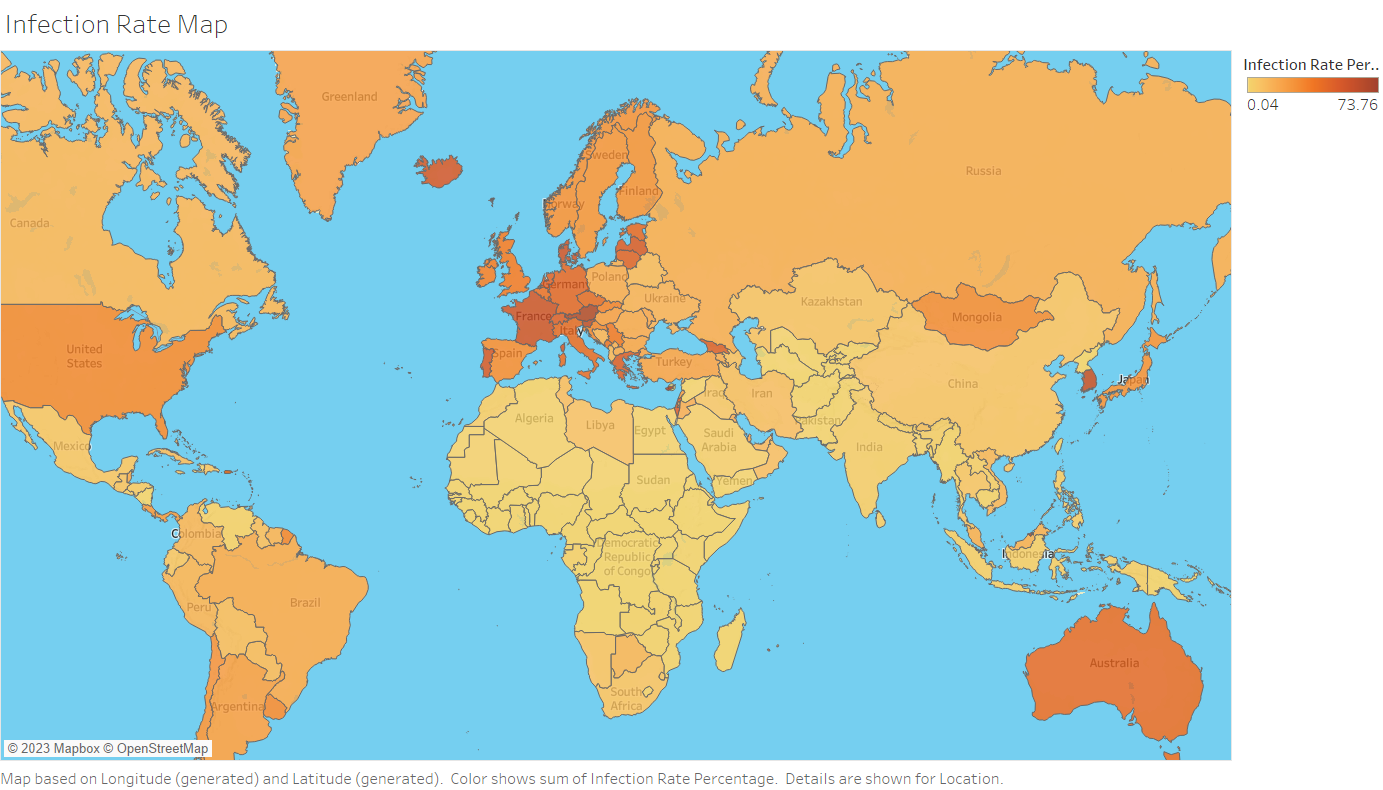 Infection Rate Map
Infection Rate Per..
0.04 73.76
Greenland
Sweden
Russia
Finland
Norway
Canada
Germany
Poland
Ukraine
Kazakhstan
France
Mongolia
Italy
United
States
Spain
Turkey
Japan
China
Iraq
Iran
Algeria
Libya
Egypt
Pakistan
Saudi
Arabia
India
Mexico
Sudan
Yemen
Colombia
Democratic
Republic
of Congo
Indonesia
Brazil
Peru
Australia
South
Africa
Argentina
© 2023 Mapbox © OpenStreetMap
Map based on Longitude (generated) and Latitude (generated). Color shows sum of Infection Rate Percentage. Details are shown for Location.